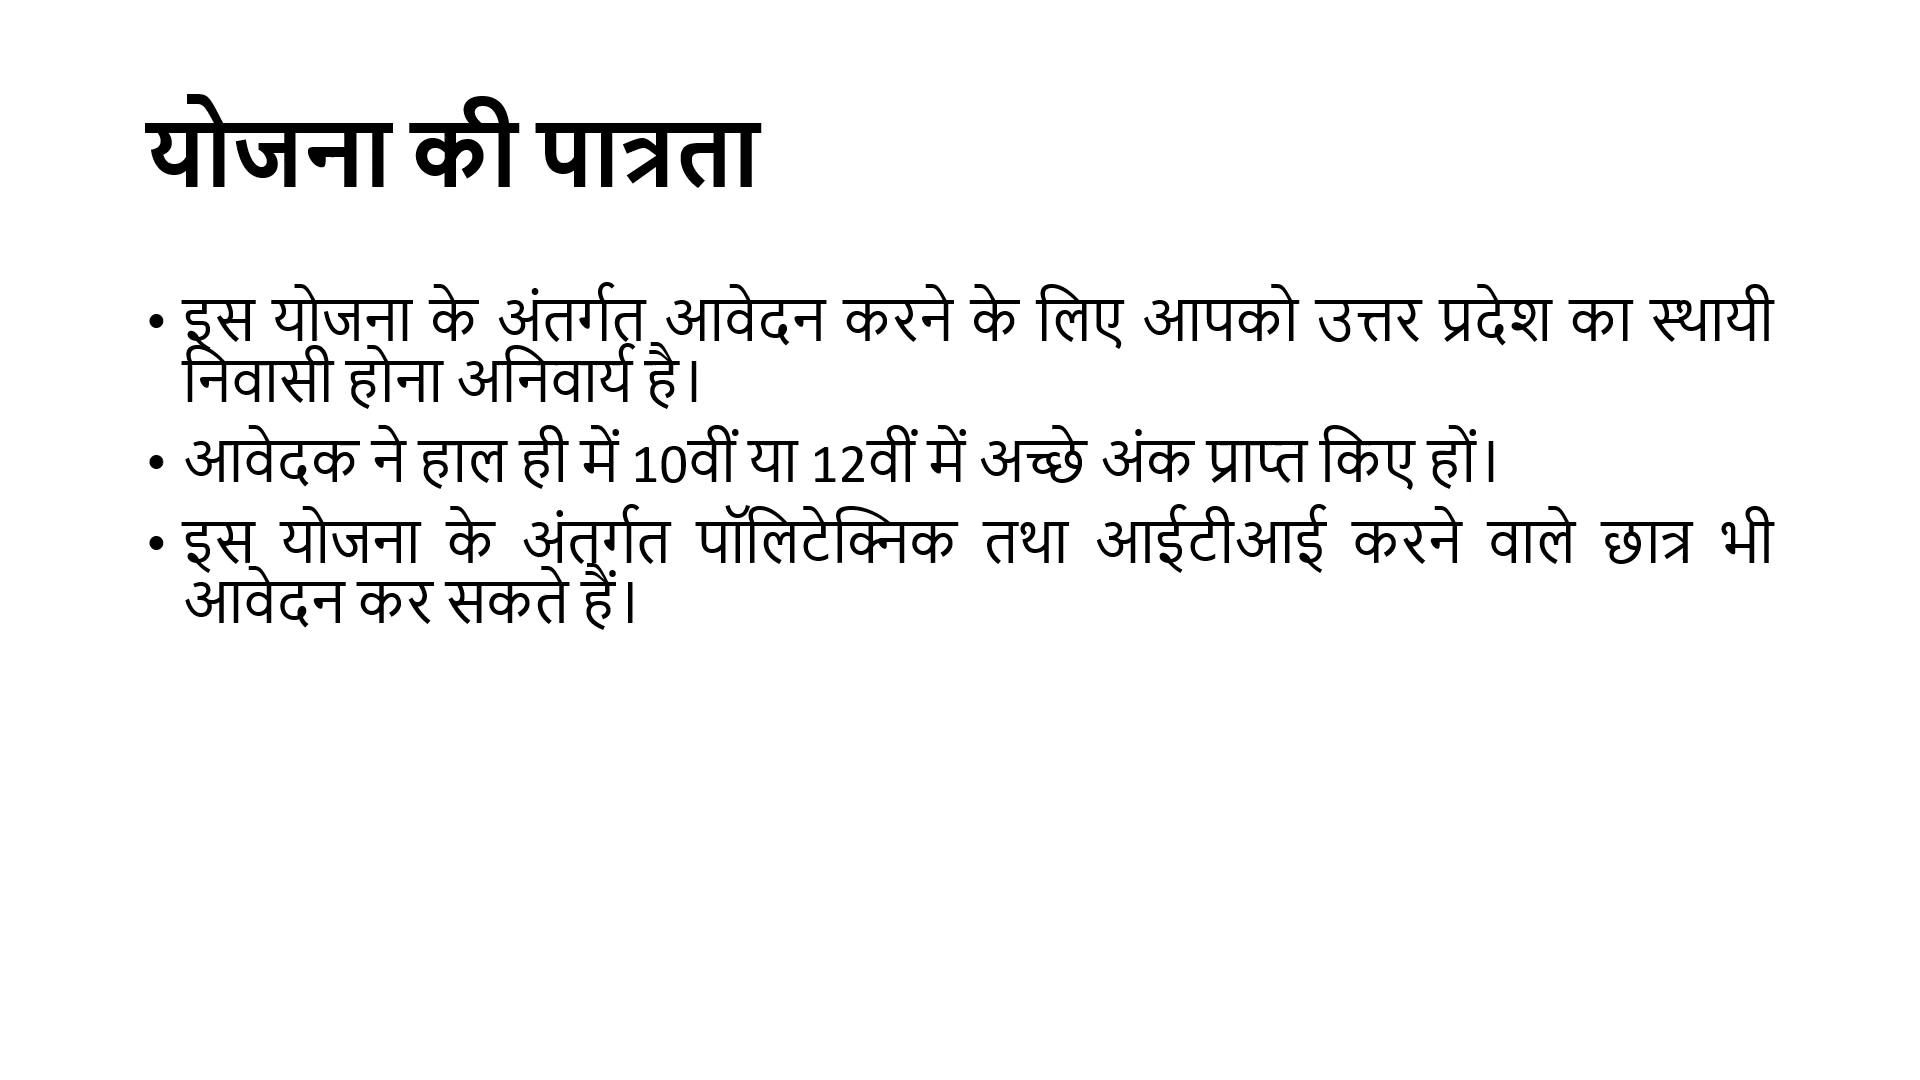 योजना की पात्रता
• इस योजना के अंतर्गत आवेदन करने के लिए आपको उत्तर प्रदेश का स्थायी
निवासी होना अनिवार्य है।
• आवेदक ने हाल ही में 10वीं या 12वीं में अच्छे अंक प्राप्त किए हों।
• इस योजना के अंतर्गत पॉलिटेक्निक तथा आईटीआई करने वाले छात्र भी
आवेदन कर सकते हैं।